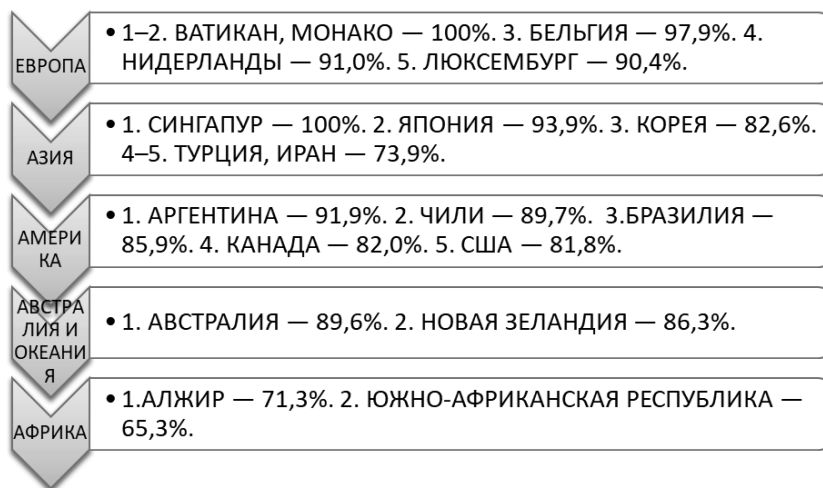 ЕВРОПА
• 1–2. ВАТИКАН, МОНАКО — 100%. 3. БЕЛЬГИЯ — 97,9%. 4.
НИДЕРЛАНДЫ — 91,0%. 5. ЛЮКСЕМБУРГ — 90,4%.
АЗИЯ
• 1. СИНГАПУР — 100%. 2. ЯПОНИЯ — 93,9%. 3. КОРЕЯ — 82,6%.
4–5. ТУРЦИЯ, ИРАН — 73,9%.
АМЕРИ
КА
• 1. АРГЕНТИНА — 91,9%. 2. ЧИЛИ — 89,7%. 3.БРАЗИЛИЯ —
85,9%. 4. КАНАДА — 82,0%. 5. США — 81,8%.
АВСТРА
ЛИЯ И
ОКЕАНИ
Я
• 1. АВСТРАЛИЯ — 89,6%. 2. НОВАЯ ЗЕЛАНДИЯ — 86,3%.
АФРИКА
• 1.АЛЖИР — 71,3%. 2. ЮЖНО-АФРИКАНСКАЯ РЕСПУБЛИКА —
65,3%.